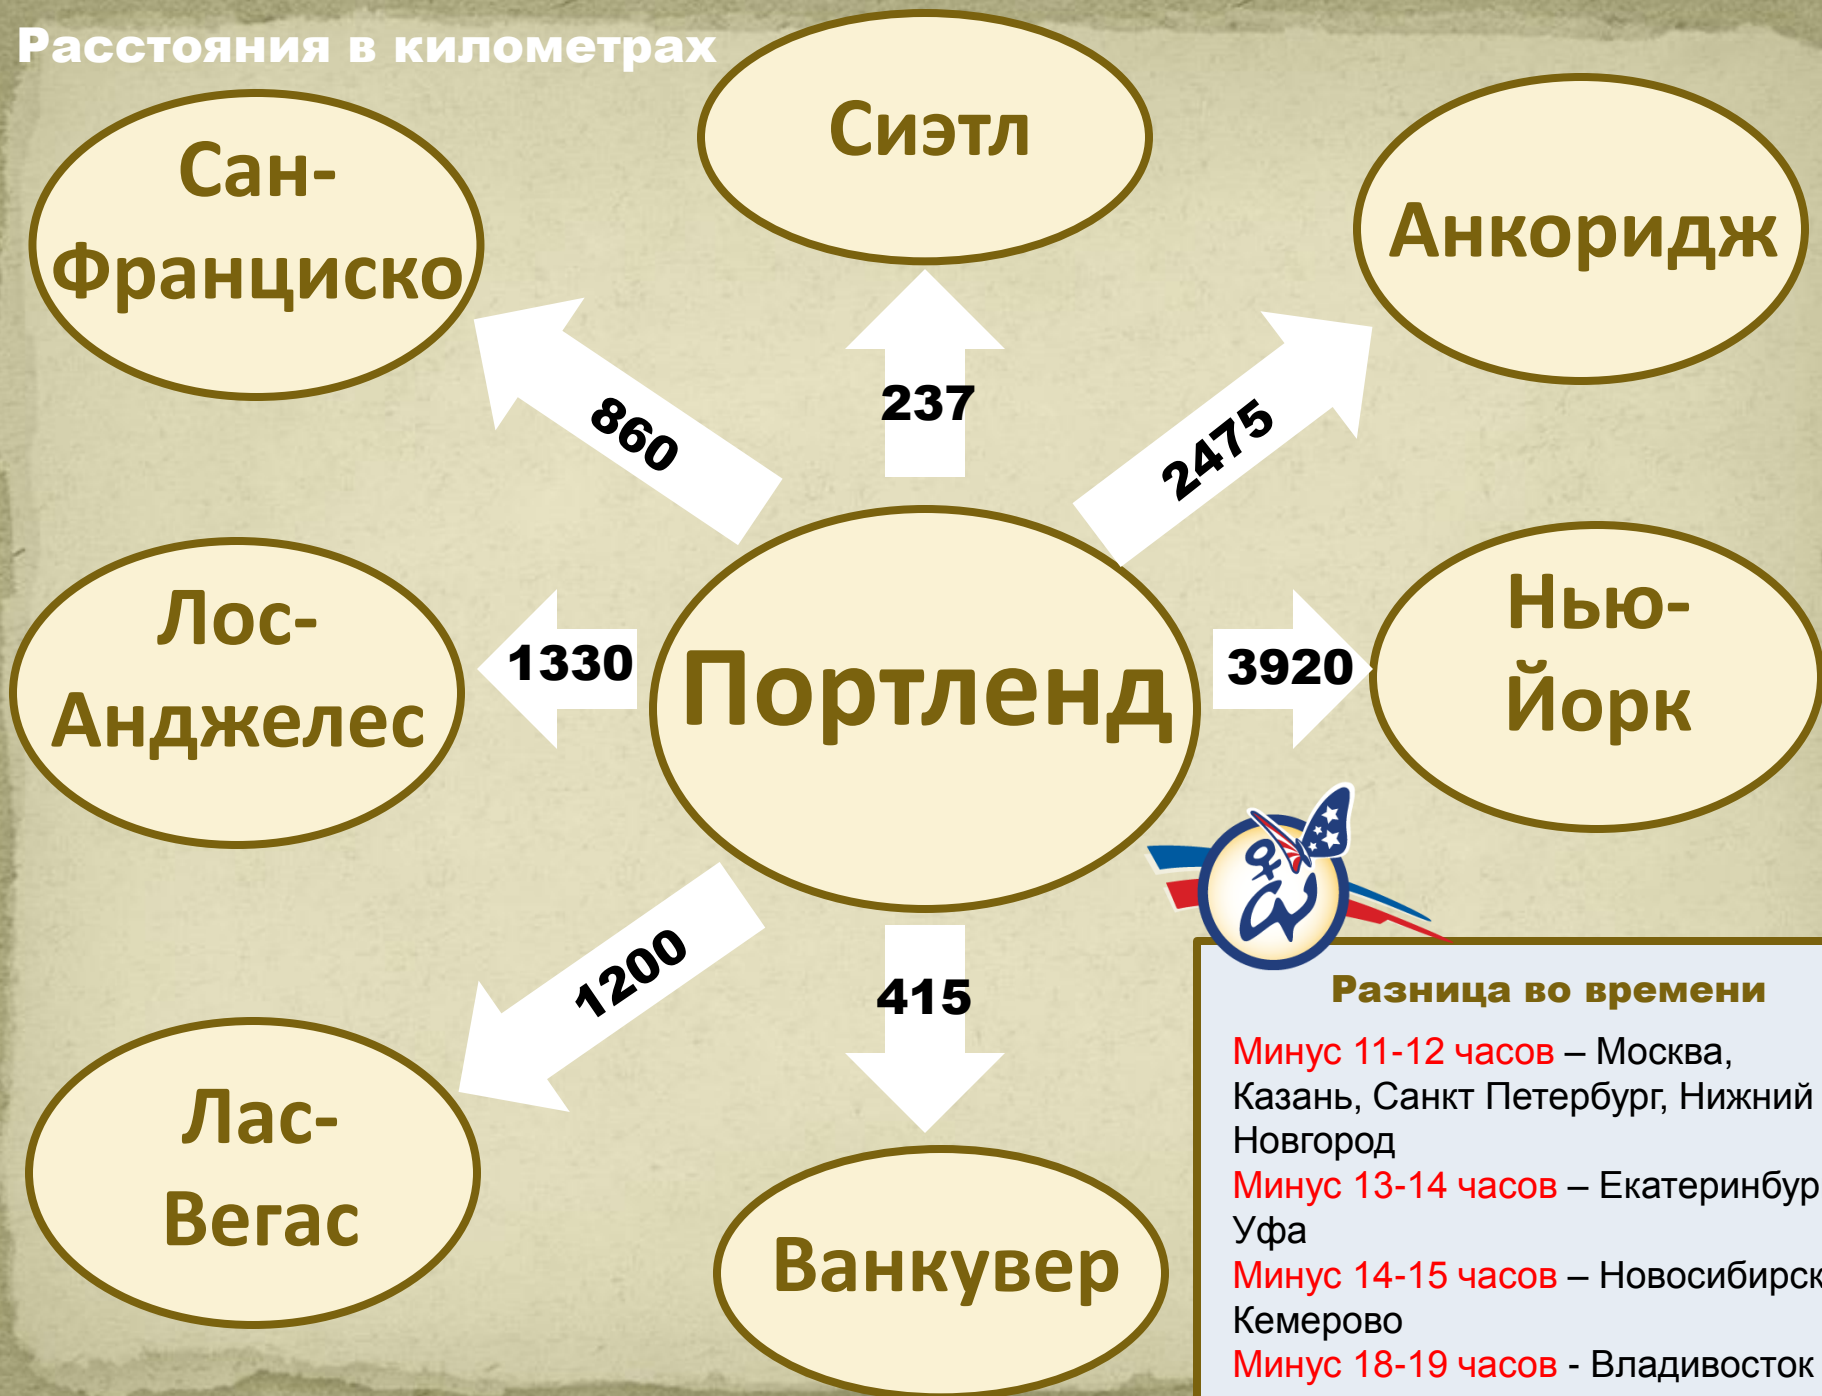 Расстояния в километрах
Сиэтл
Сан-
Франциско
Анкоридж
860
237
2475
Лос-
Анджелес
1330
Портленд
3920
Нью-
Йорк
1200
415
Лас-
Вегас
Ванкувер
Разница во времени
Минус 11-12 часов – Москва,
Казань, Санкт Петербург, Нижний
Новгород
Минус 13-14 часов – Екатеринбур
Уфа
Минус 14-15 часов – Новосибирск
Кемерово
Минус 18-19 часов - Владивосток